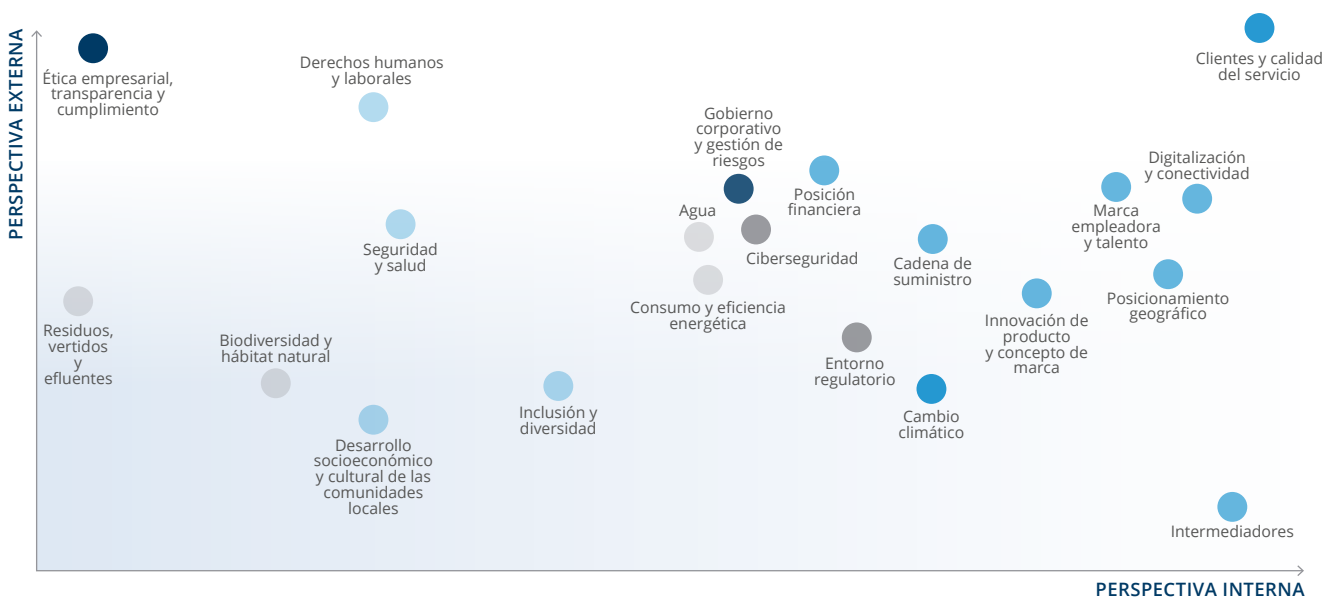 PERSPECTIVA EXTERNA
Ética empresarial,
transparencia y
cumplimiento
Derechos humanos
y laborales
Clientes y calidad
del servicio
Gobierno
corporativo
y gestión de
riesgos
Posición
financiera
Digitalización
y conectividad
Marca
empleadora
y talento
Agua
Seguridad
y salud
Ciberseguridad
Cadena de
suministro
Posicionamiento
geográfico
Consumo y eficiencia
energética
Innovación de
producto
y concepto de
marca
Residuos,
vertidos
y
efluentes
Biodiversidad y
hábitat natural
Entorno
regulatorio
Inclusión y
diversidad
Cambio
climático
Desarrollo
socioeconómico
y cultural de las
comunidades
locales
Intermediadores
PERSPECTIVA INTERNA